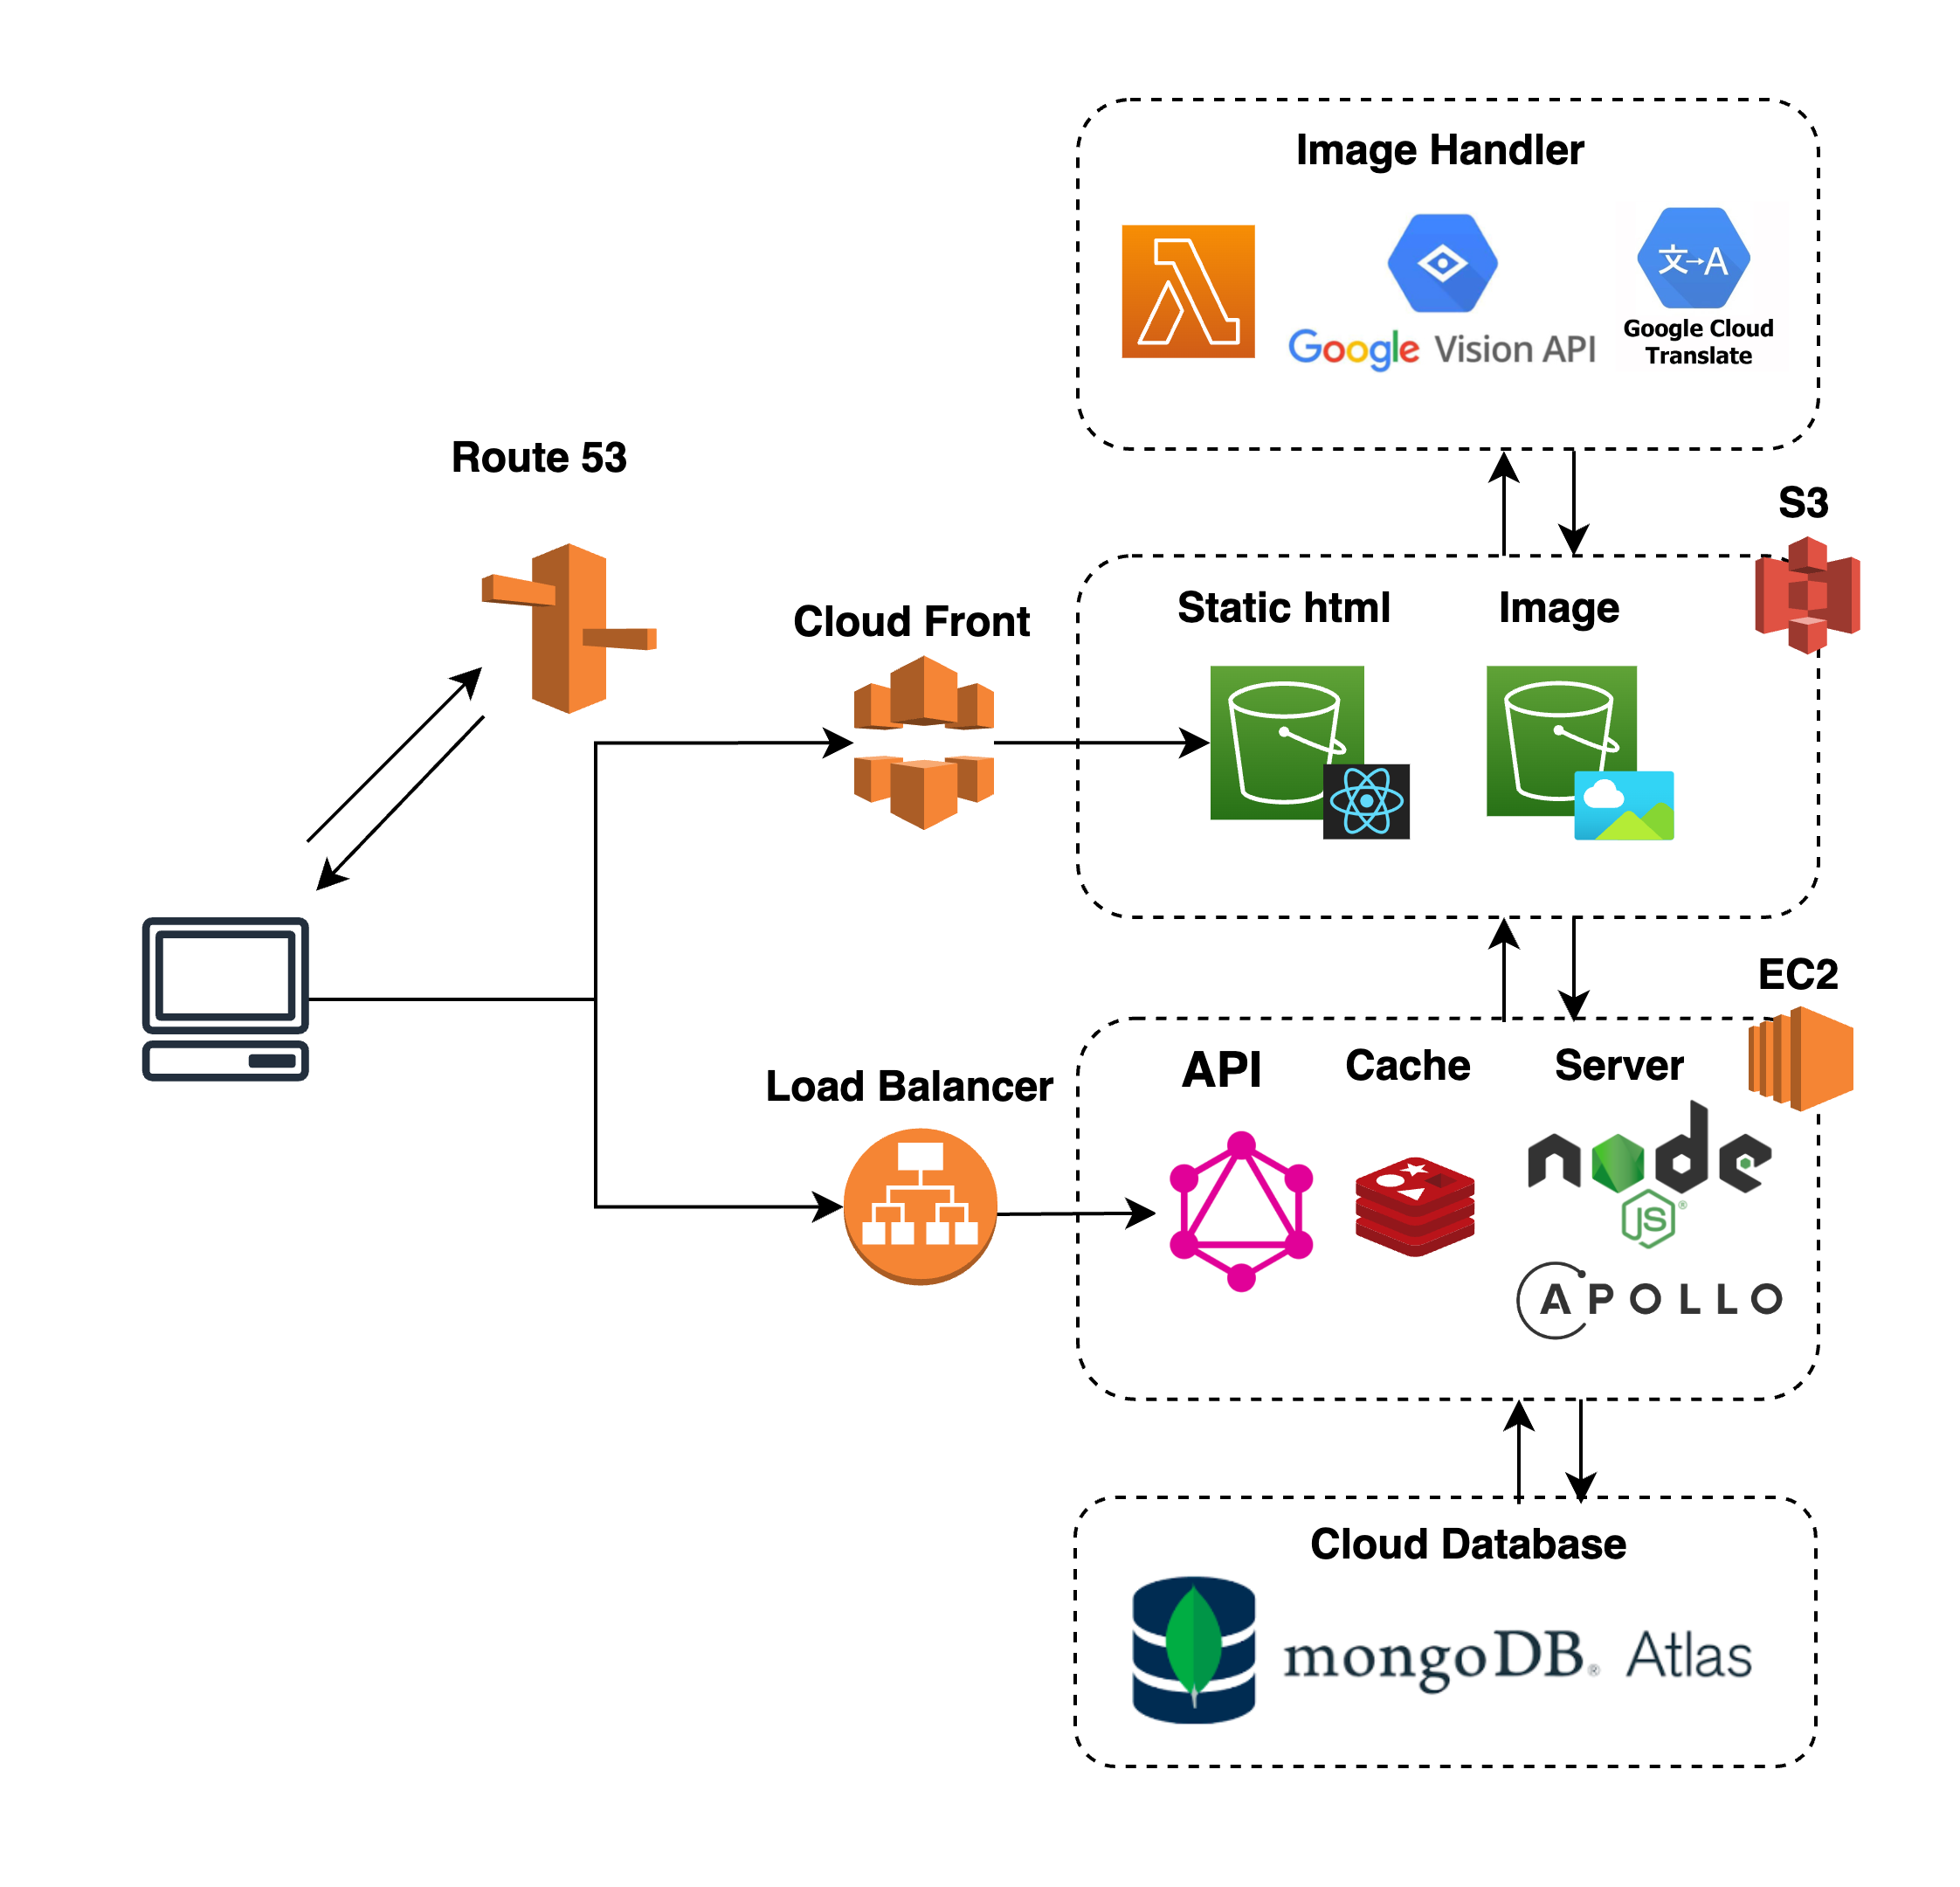 Image Handler
Google Vision API
文→A
Google Cloud
Translate
Route 53
S3
Cloud Front
Static html
Image
EC2
Load Balancer
API
Cache
Server
node
JS®
APOLLO
Cloud Database
mongoDB® Atlas